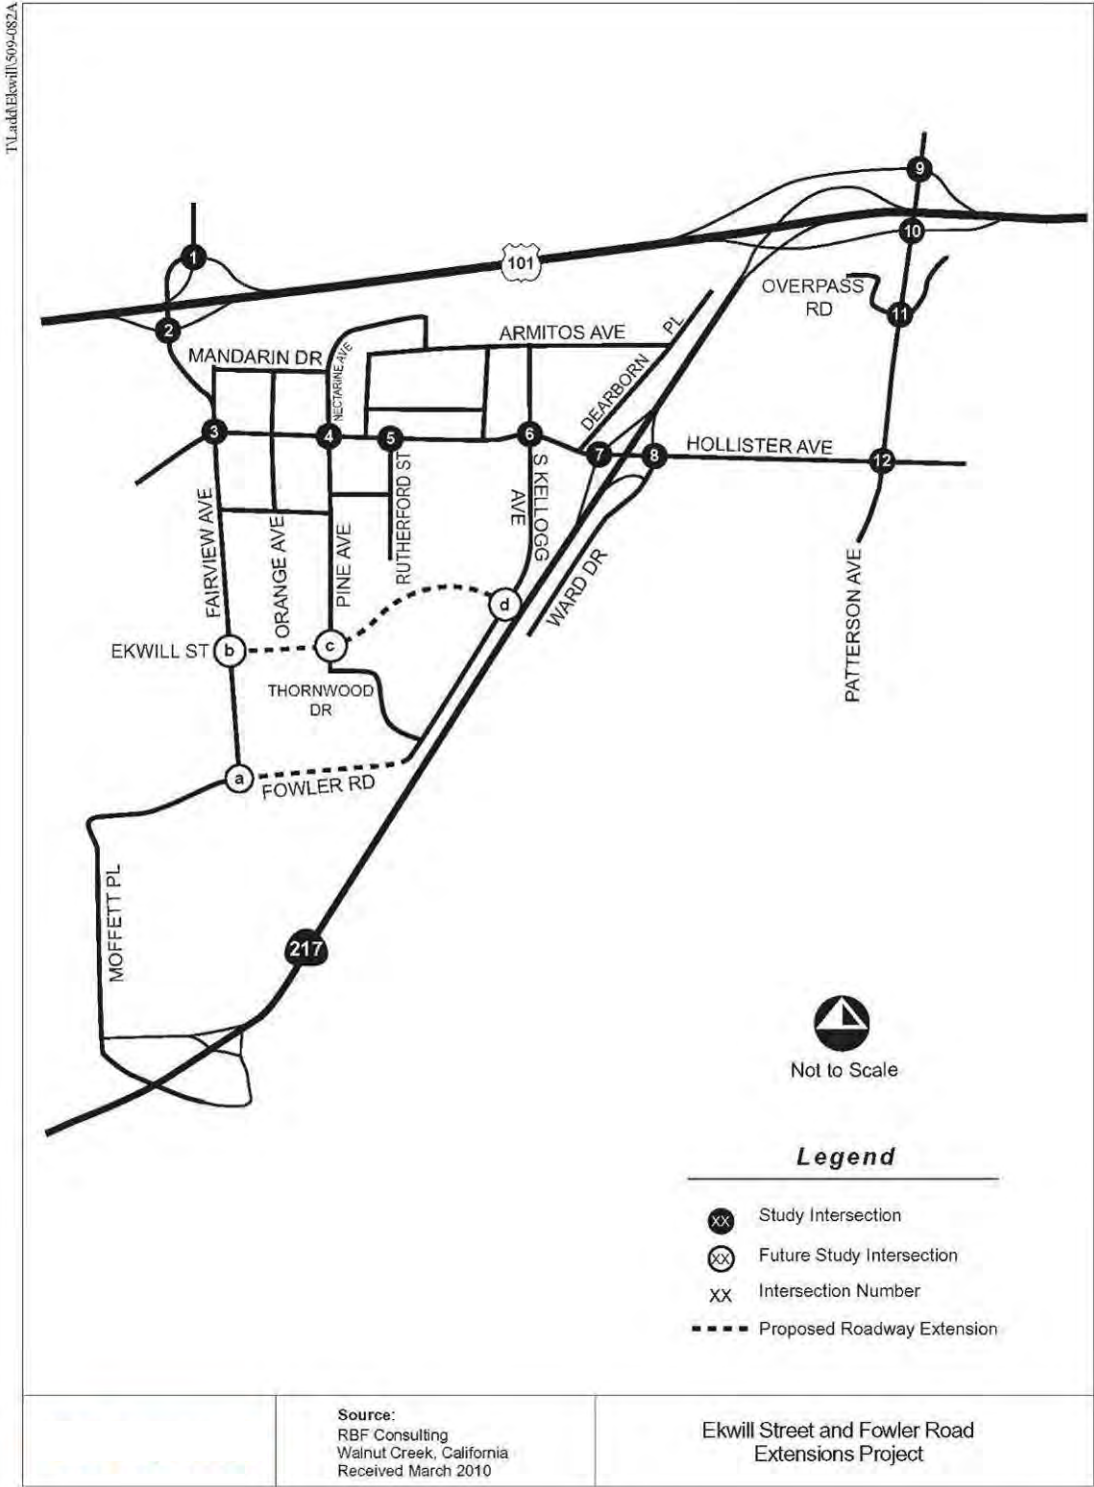 T:\Ladd\Ekwill\509-082A
9
1
10
101
OVERPASS
RD
11
2
ARMITOS AVE
DEARBORN PL
MANDARIN DR
NECTARINE AVE
3
4
5
6
7
8
HOLLISTER AVE
12
FAIRVIEW AVE
ORANGE AVE
PINE AVE
RUTHERFORD ST
S KELLOGG
AVE
WARD DR
PATTERSON AVE
d
EKWILL ST
b
c
THORNWOOD
DR
a
FOWLER RD
MOFFETT PL
217
Not to Scale
Legend
XX
Study Intersection
XX
Future Study Intersection
XX
Intersection Number
Proposed Roadway Extension
Source:
RBF Consulting
Walnut Creek, California
Received March 2010
Ekwill Street and Fowler Road
Extensions Project